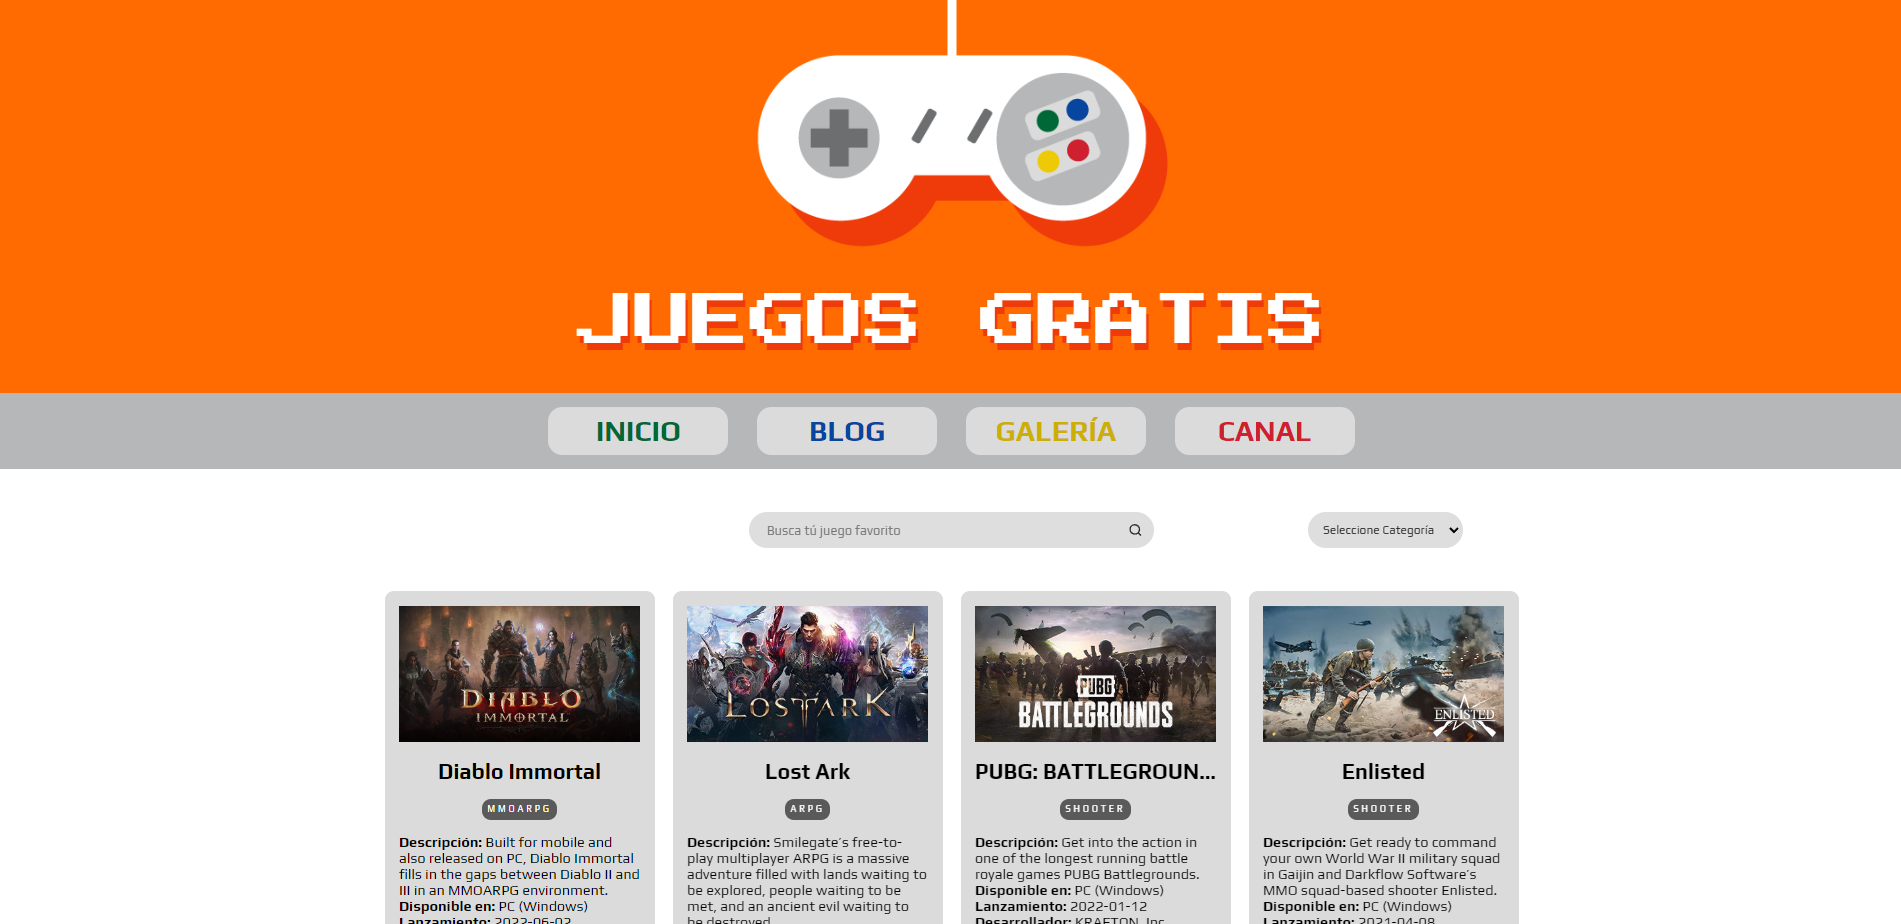 JUEGOS GRATIS
INICIO BLOG GALERÍA CANAL
Busca tú juego favorito
Seleccione Categoría
DIABLO
IMMORTAL
Diablo Immortal
MMOARPG
Descripción: Built for mobile and
also released on PC, Diablo Immortal
fills in the gaps between Diablo II and
III in an MMOARPG environment.
Disponible en: PC (Windows)
Lanzamiento: 2022-06-02
LOST ARK
Lost Ark
ARPG
Descripción: Smilegate's free-to-
play multiplayer ARPG is a massive
adventure filled with lands waiting to
be explored, people waiting to be
met, and an ancient evil waiting to
be destroyed.
PUBG
BATTLEGROUNDS
PUBG: BATTLEGROUN...
SHOOTER
Descripción: Get into the action in
one of the longest running battle
royale games PUBG Battlegrounds.
Disponible en: PC (Windows)
Lanzamiento: 2022-01-12
Desarrollador: KRAFTON, Inc.
ENLISTED
Enlisted
SHOOTER
Descripción: Get ready to command
your own World War II military squad
in Gaijin and Darkflow Software's
MMO squad-based shooter Enlisted.
Disponible en: PC (Windows)
Lanzamiento: 2021-04-08